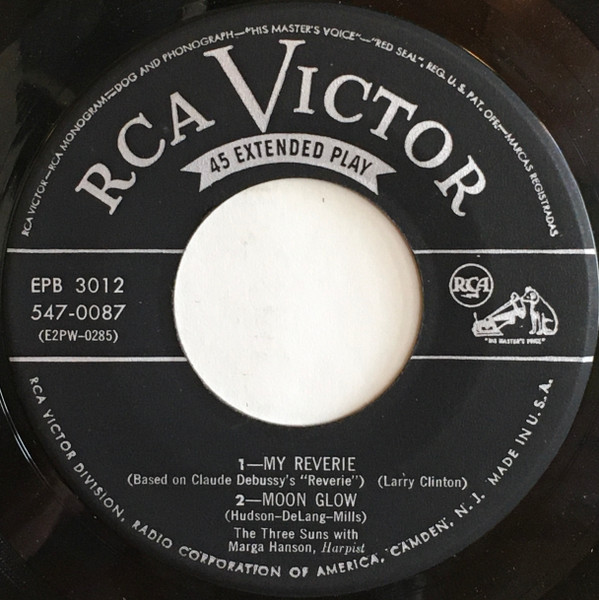 RCA VICTOR—RCA MONOGRAM—DOG AND PHONOGRAPH—"HIS MASTER'S VOICE"—"RED SEAL", REG. U. S. PAT. OFF.—MARCAS REGISTRADAS
RCA VICTOR
45 EXTENDED PLAY
EPB 3012
547-0087
(E2PW-0285)
RCA
"HIS MASTER'S VOICE"
1—MY REVERIE
(Based on Claude Debussy's "Reverie") (Larry Clinton)
2—MOON GLOW
(Hudson–DeLang–Mills)
The Three Suns with
Marga Hanson, Harpist
RCA VICTOR DIVISION, RADIO CORPORATION OF AMERICA, CAMDEN, N. J. MADE IN U. S. A.